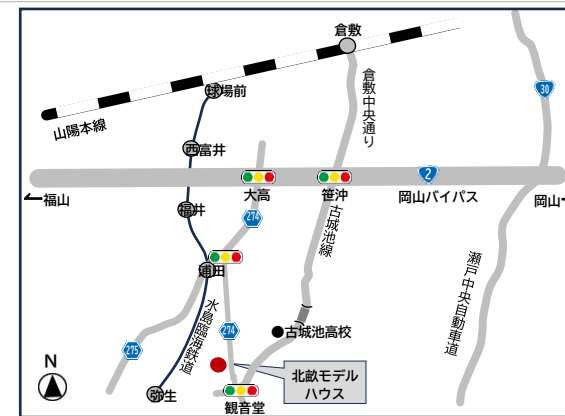 倉敷
球場前
30
倉敷中央通り
山陽本線
西富井
2
大高
笹沖
岡山バイパス
←福山
岡山
福井
274
古城池線
浦田
瀬戸中央自動車道
水島臨海鉄道
274
古城池高校
275
北畝モデル
ハウス
N
弥生
観音堂